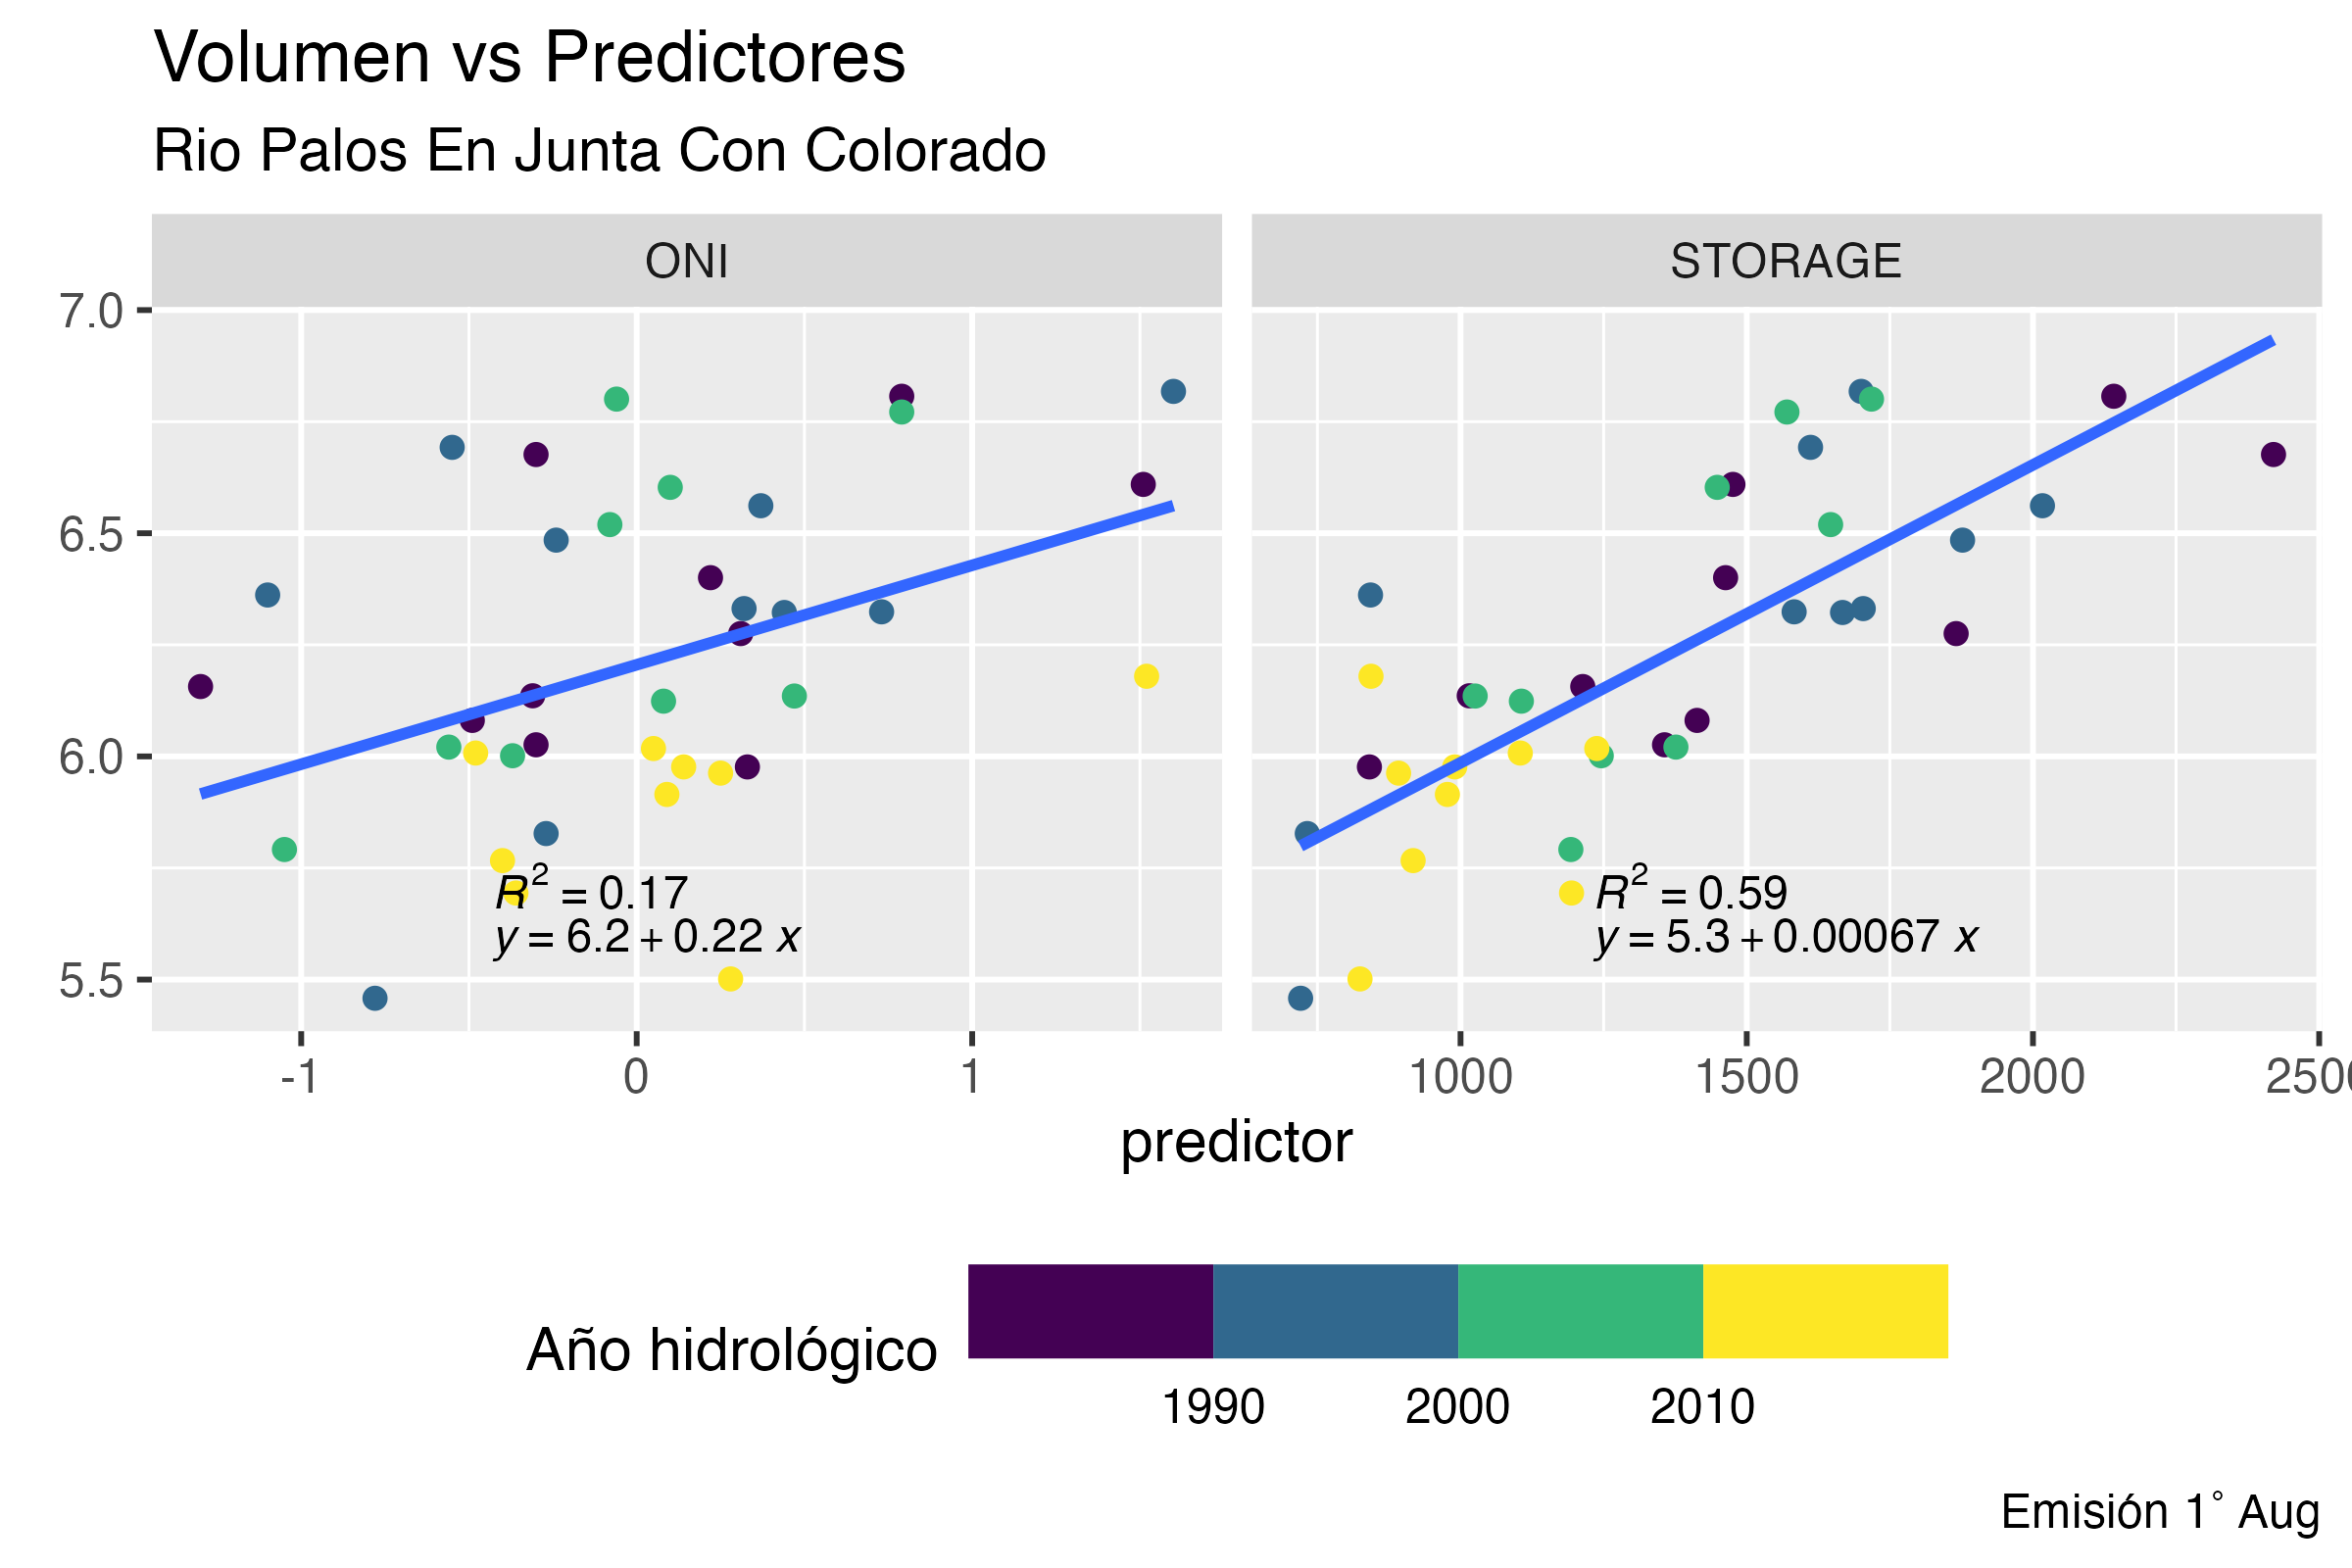 Volumen vs Predictores
Rio Palos En Junta Con Colorado
ONI
STORAGE
7.0
6.5
6.0
5.5
R² = 0.17
y = 6.2 + 0.22 x
R² = 0.59
y = 5.3 + 0.00067 x
-1 0 1
1000 1500 2000 2500
predictor
Año hidrológico
1990 2000 2010
Emisión 1° Aug